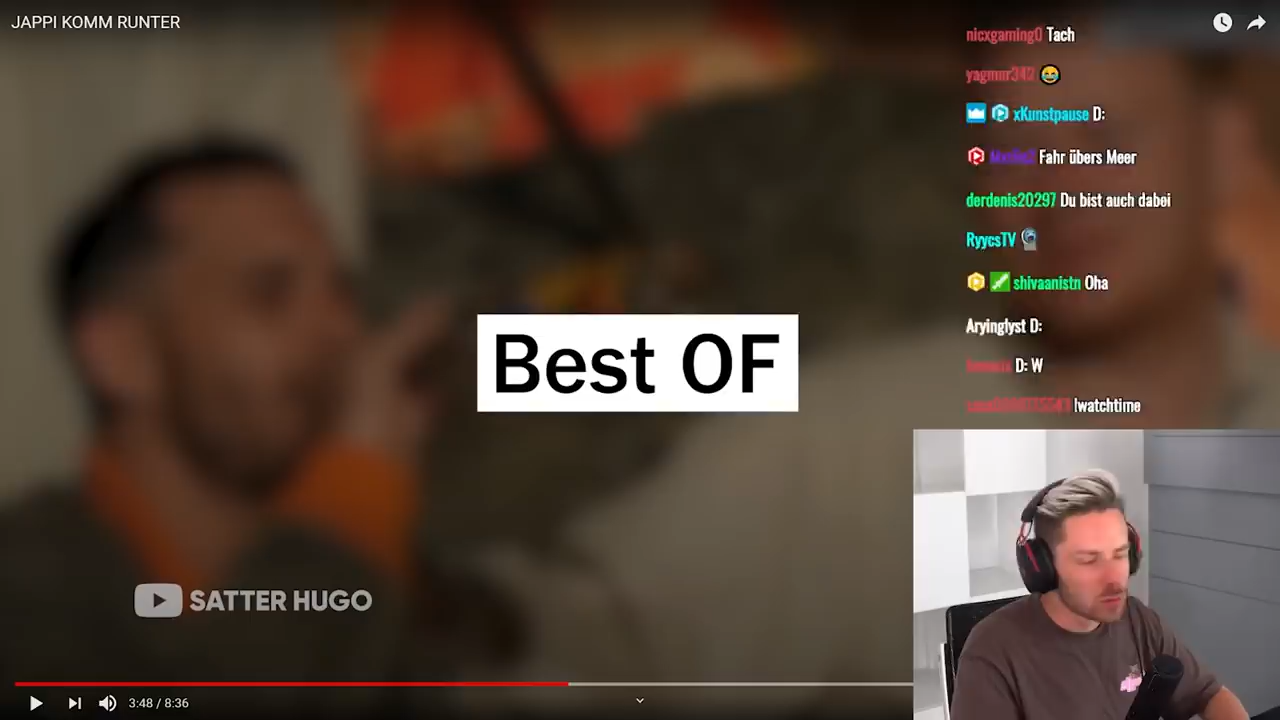 JAPPI KOMM RUNTER
nicxgaming0 Tach
yagmur342
xKunstpause D:
Fahr übers Meer
derdenis20297 Du bist auch dabei
RyycsTV
shivaanistn Oha
Aryinglyst D:
D: W
!watchtime
Best OF
SATTER HUGO
3:48 / 8:36